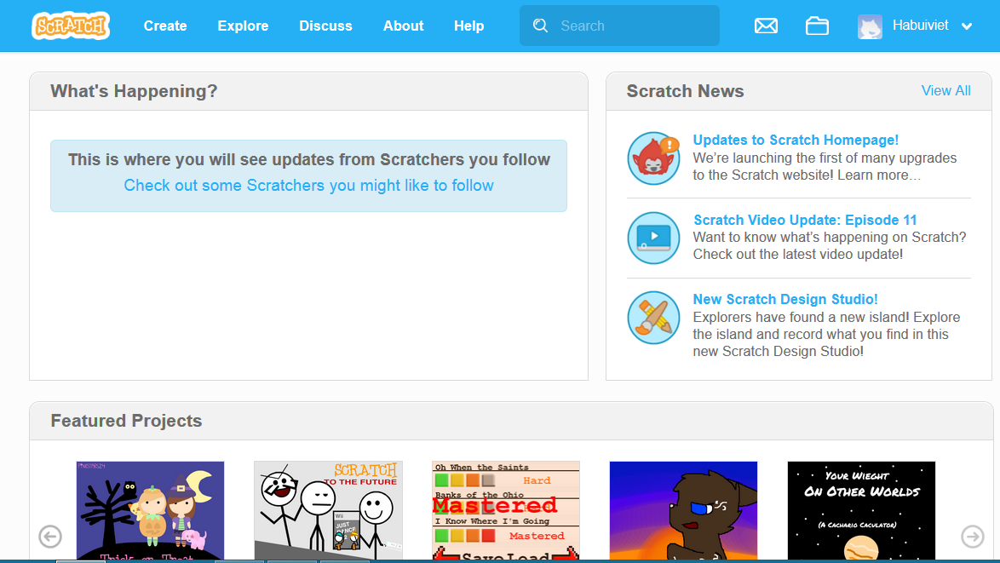 SCRATCH
Create
Explore
Discuss
About
Help
Search
Habuiviet
What's Happening?
This is where you will see updates from Scratchers you follow
Check out some Scratchers you might like to follow
Scratch News
View All
Updates to Scratch Homepage!
We're launching the first of many upgrades
to the Scratch website! Learn more…
Scratch Video Update: Episode 11
Want to know what's happening on Scratch?
Check out the latest video update!
New Scratch Design Studio!
Explorers have found a new island! Explore
the island and record what you find in this
new Scratch Design Studio!
Featured Projects
Trick or Treat
SCRATCH
TO THE FUTURE
Wii
JUST
DANCE
Oh When the Saints
Hard
Banks of the Ohio
Mastered
I Know Where I'm Going
Mastered
Save Load
YOUR WIEGHT
ON OTHER WORLDS
(A CACHARIO CACULATOR)